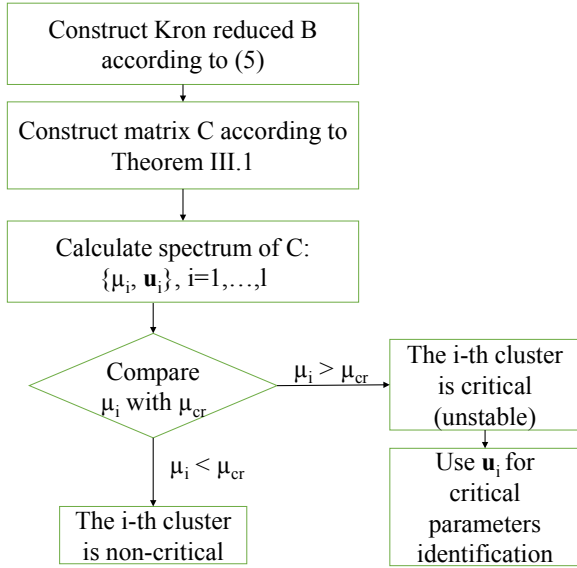 Construct Kron reduced B
according to (5)
Construct matrix C according to
Theorem III.1
Calculate spectrum of C:
{μᵢ, uᵢ}, i=1,…,l
Compare
μᵢ with μcr
μᵢ > μcr
The i-th cluster
is critical
(unstable)
Use uᵢ for
critical
parameters
identification
μᵢ < μcr
The i-th cluster
is non-critical